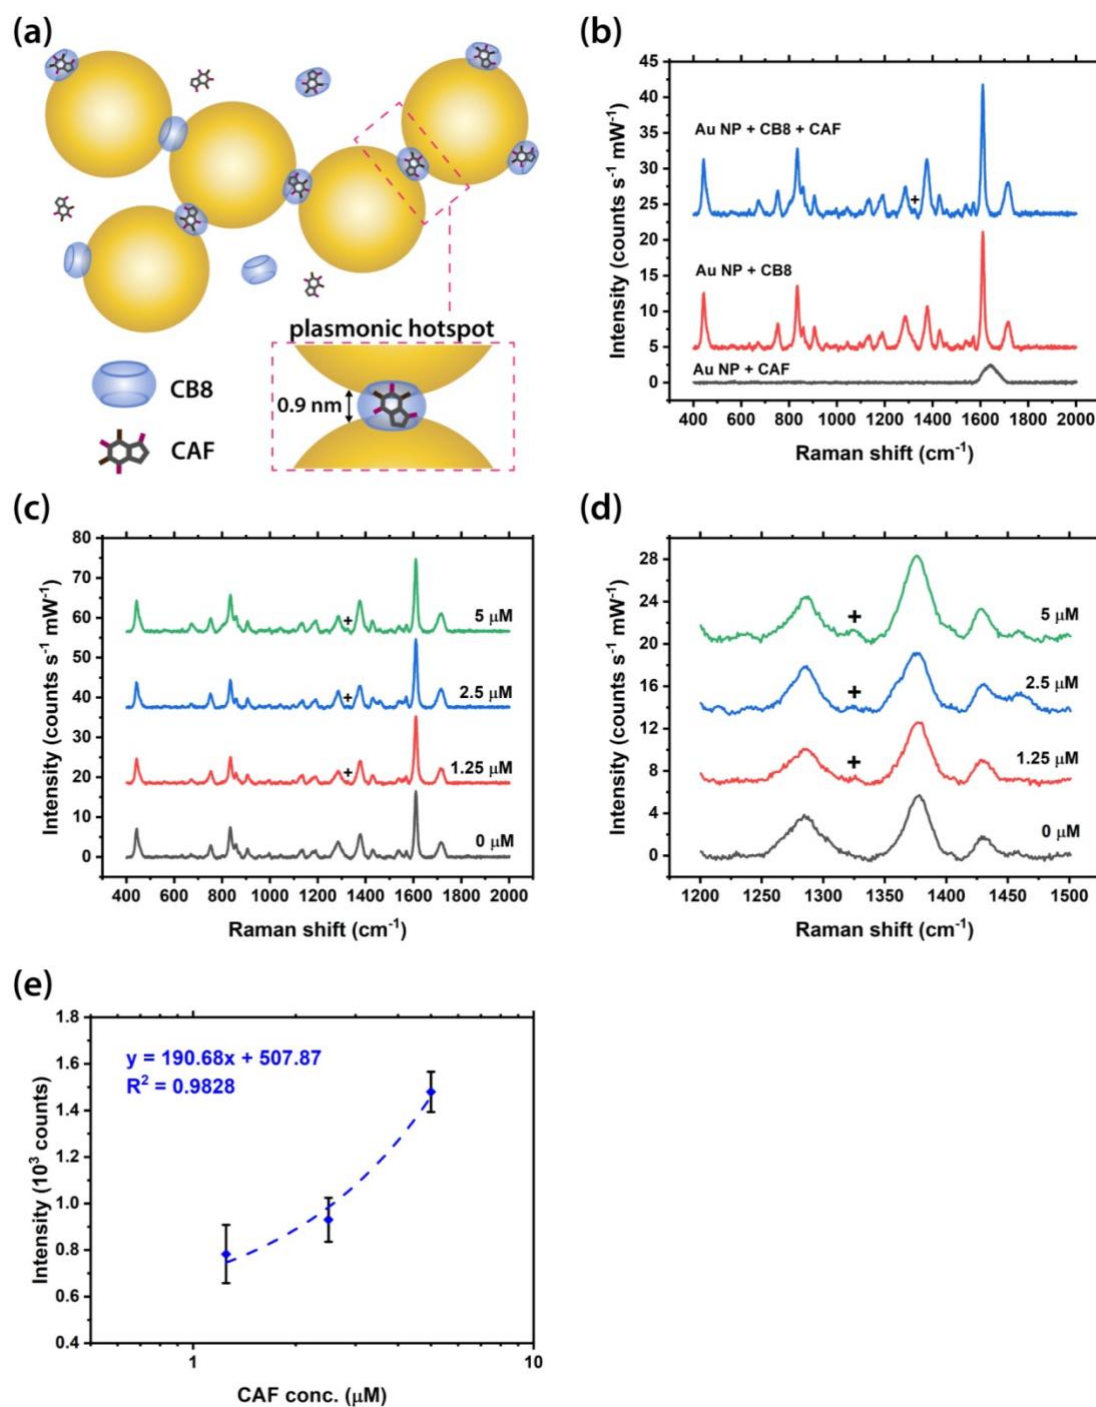 (a)
plasmonic hotspot
0.9 nm
CB8
CAF
(b)
Intensity (counts s⁻¹ mW⁻¹)
45
40
35
30
25
20
15
10
5
0
Au NP + CB8 + CAF
+
Au NP + CB8
Au NP + CAF
400 600 800 1000 1200 1400 1600 1800 2000
Raman shift (cm⁻¹)
(c)
Intensity (counts s⁻¹ mW⁻¹)
80
70
60
50
40
30
20
10
0
+
5 μM
+
2.5 μM
+
1.25 μM
0 μM
400 600 800 1000 1200 1400 1600 1800 2000
Raman shift (cm⁻¹)
(d)
Intensity (counts s⁻¹ mW⁻¹)
28
24
20
16
12
8
4
0
+
5 μM
+
2.5 μM
+
1.25 μM
0 μM
1200 1250 1300 1350 1400 1450 1500
Raman shift (cm⁻¹)
(e)
Intensity (10³ counts)
1.8
1.6
1.4
1.2
1.0
0.8
0.6
0.4
y = 190.68x + 507.87
R² = 0.9828
1 10
CAF conc. (μM)